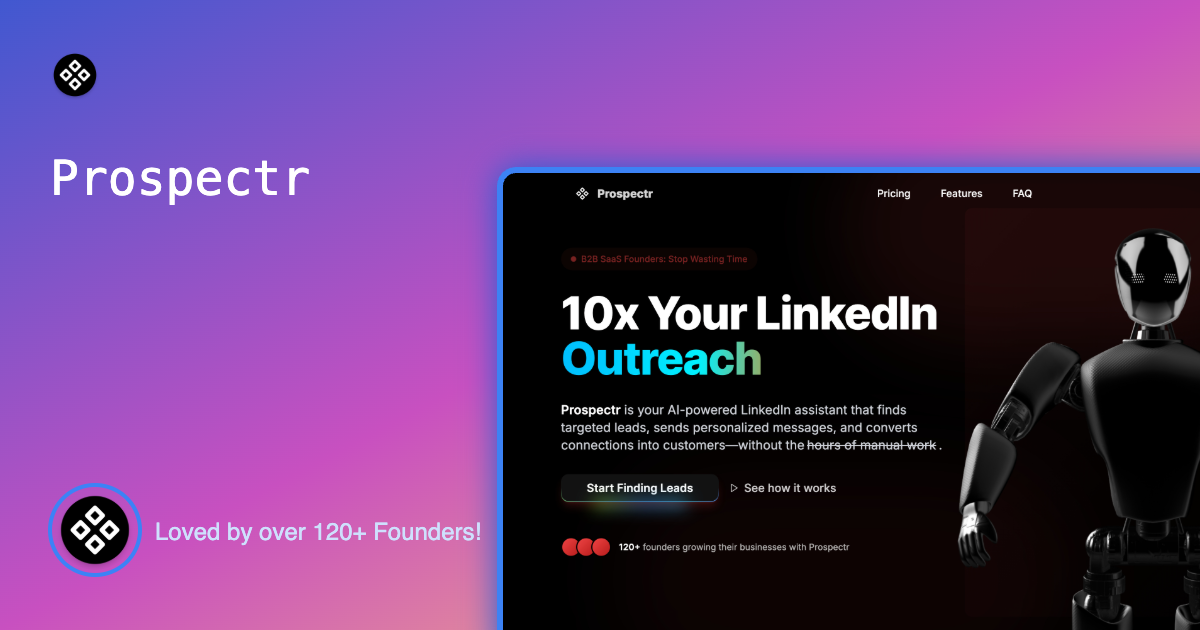 Prospectr
Loved by over 120+ Founders!
Prospectr
Pricing
Features
FAQ
B2B SaaS Founders: Stop Wasting Time
10x Your LinkedIn
Outreach
Prospectr is your AI-powered LinkedIn assistant that finds
targeted leads, sends personalized messages, and converts
connections into customers—without the hours of manual work .
Start Finding Leads
See how it works
120+ founders growing their businesses with Prospectr